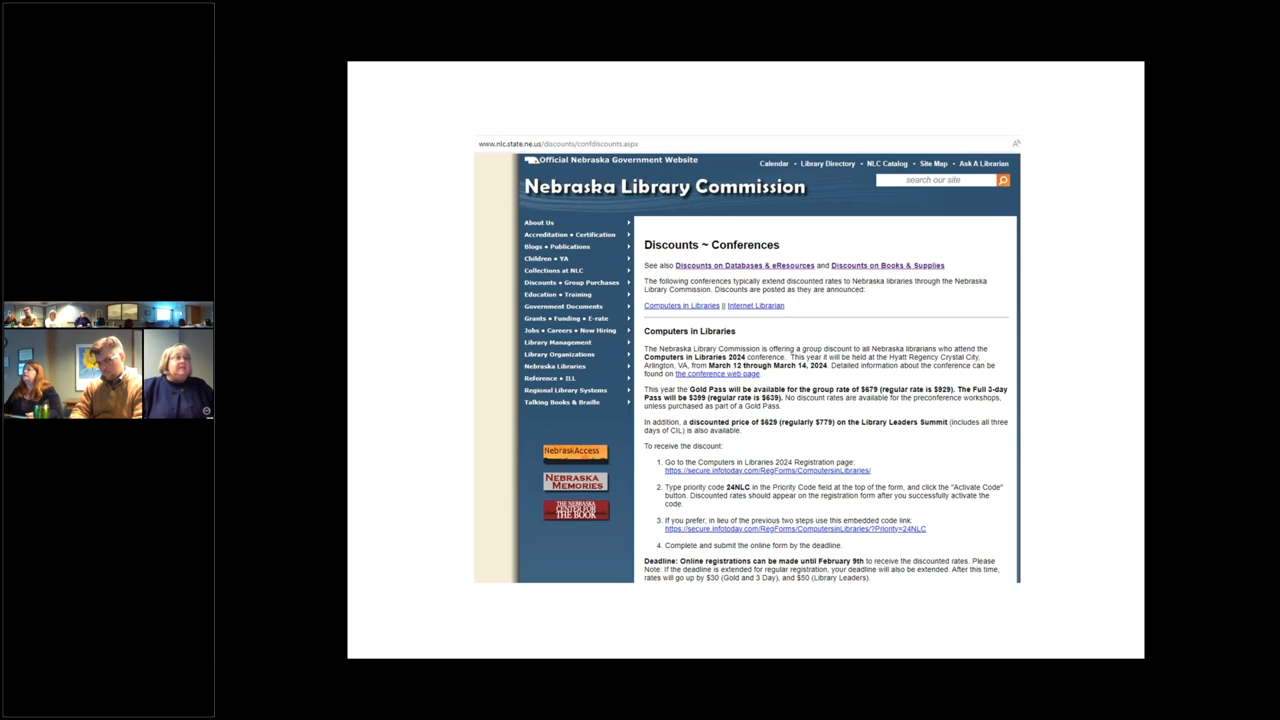 www.nlc.state.ne.us/discounts/confdiscounts.aspx
Official Nebraska Government Website
Calendar • Library Directory • NLC Catalog • Site Map • Ask A Librarian
Nebraska Library Commission
search our site
About Us
Accreditation • Certification
Blogs • Publications
Children • YA
Collections at NLC
Discounts • Group Purchases
Education • Training
Government Documents
Grants • Funding • E-rate
Jobs • Careers • Now Hiring
Library Management
Library Organizations
Nebraska Libraries
Reference • ILL
Regional Library Systems
Talking Books & Braille
NebraskAccess
NEBRASKA
MEMORIES
THE NEBRASKA
CENTER FOR
THE BOOK
Discounts ~ Conferences
See also Discounts on Databases & eResources and Discounts on Books & Supplies
The following conferences typically extend discounted rates to Nebraska libraries through the Nebraska
Library Commission. Discounts are posted as they are announced:
Computers in Libraries || Internet Librarian
Computers in Libraries
The Nebraska Library Commission is offering a group discount to all Nebraska librarians who attend the
Computers in Libraries 2024 conference. This year it will be held at the Hyatt Regency Crystal City,
Arlington, VA, from March 12 through March 14, 2024. Detailed information about the conference can be
found on the conference web page.
This year the Gold Pass will be available for the group rate of $679 (regular rate is $929). The Full 3-day
Pass will be $399 (regular rate is $639). No discount rates are available for the preconference workshops,
unless purchased as part of a Gold Pass.
In addition, a discounted price of $629 (regularly $779) on the Library Leaders Summit (includes all three
days of CIL) is also available.
To receive the discount:
1. Go to the Computers in Libraries 2024 Registration page:
https://secure.infotoday.com/RegForms/ComputersinLibraries/
2. Type priority code 24NLC in the Priority Code field at the top of the form, and click the "Activate Code"
button. Discounted rates should appear on the registration form after you successfully activate the
code.
3. If you prefer, in lieu of the previous two steps use this embedded code link:
https://secure.infotoday.com/RegForms/ComputersinLibraries/?Priority=24NLC
4. Complete and submit the online form by the deadline.
Deadline: Online registrations can be made until February 9th to receive the discounted rates. Please
Note: If the deadline is extended for regular registration, your deadline will also be extended. After this time,
rates will go up by $30 (Gold and 3 Day), and $50 (Library Leaders).